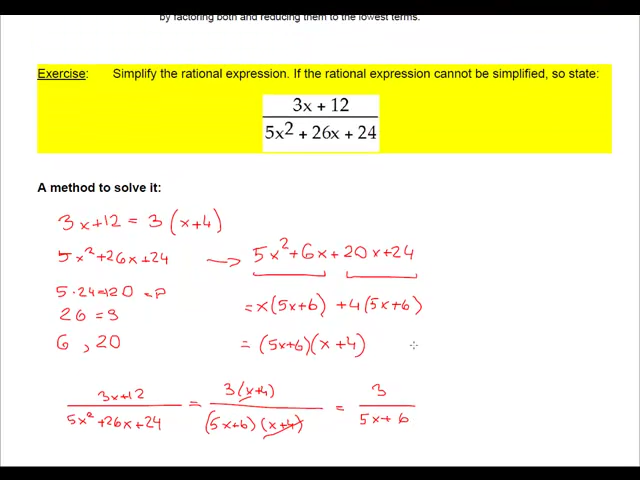 by factoring both and reducing them to the lowest terms.
Exercise: Simplify the rational expression. If the rational expression cannot be simplified, so state:
3x + 12
5x² + 26x + 24
A method to solve it:
3x+12 = 3 (x+4)
5x²+26x+24 → 5x²+6x+20x+24
5·24=120 = P
= x(5x+6) + 4(5x+6)
26 = S
6 , 20
= (5x+6)(x+4)
3x+12 / 5x²+26x+24 = 3(x+4) / (5x+6)(x+4) = 3 / 5x+6